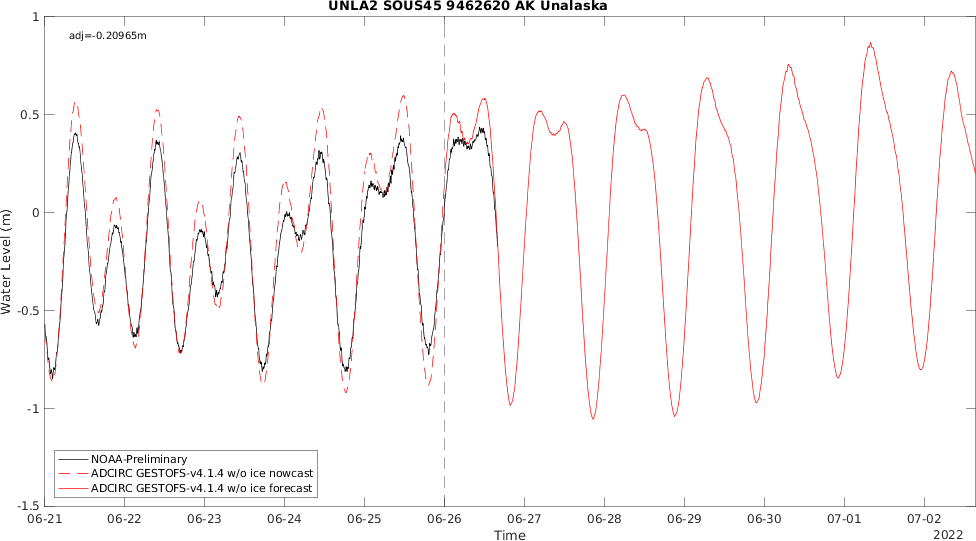 UNLA2 SOUS45 9462620 AK Unalaska
adj=-0.20965m
1
0.5
0
-0.5
-1
-1.5
Water Level (m)
NOAA-Preliminary
ADCIRC GESTOFS-v4.1.4 w/o ice nowcast
ADCIRC GESTOFS-v4.1.4 w/o ice forecast
06-21 06-22 06-23 06-24 06-25 06-26 06-27 06-28 06-29 06-30 07-01 07-02
Time
2022